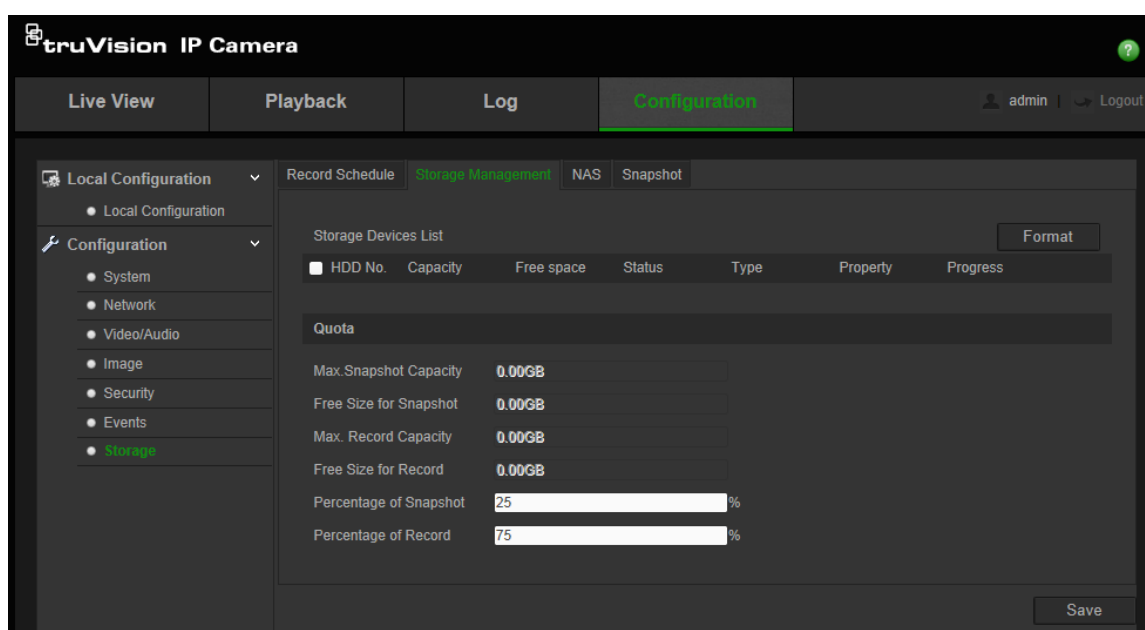 truVision IP Camera
?
Live View Playback Log Configuration admin | Logout
Local Configuration
Local Configuration
Configuration
System
Network
Video/Audio
Image
Security
Events
Storage
Record Schedule Storage Management NAS Snapshot
Storage Devices List Format
HDD No. Capacity Free space Status Type Property Progress
Quota
Max.Snapshot Capacity 0.00GB
Free Size for Snapshot 0.00GB
Max. Record Capacity 0.00GB
Free Size for Record 0.00GB
Percentage of Snapshot 25 %
Percentage of Record 75 %
Save